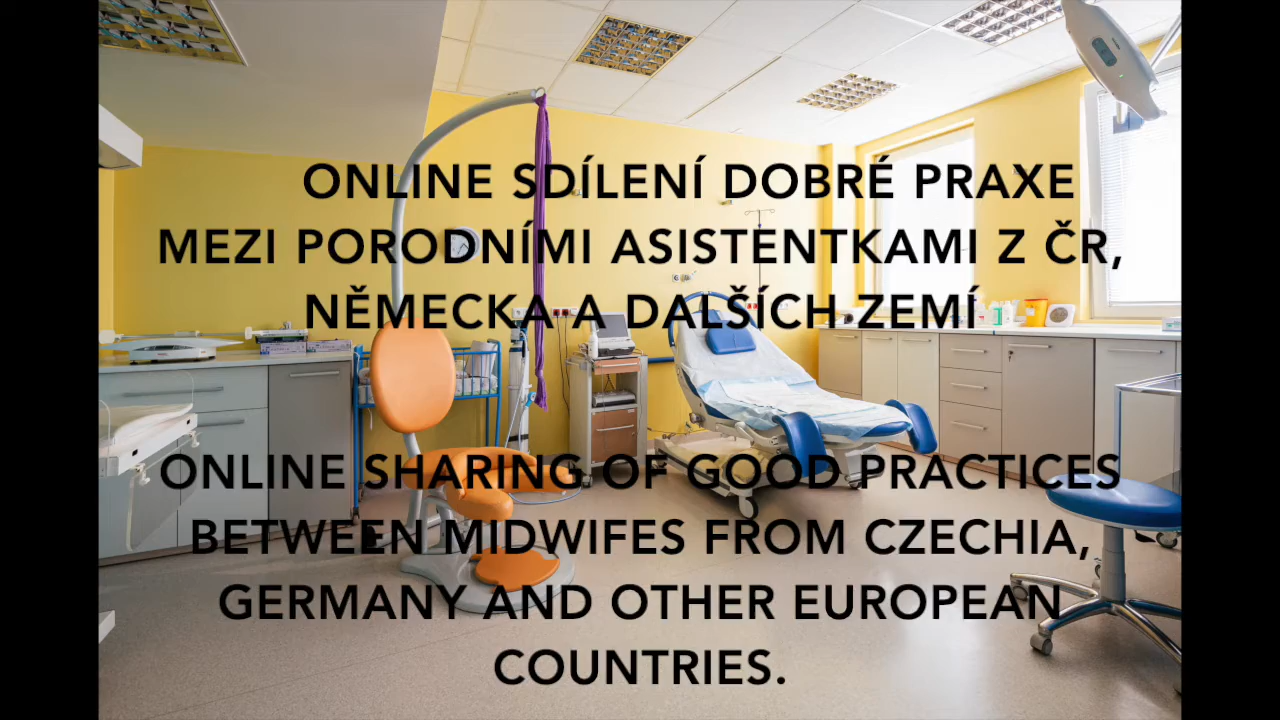 ONLINE SDÍLENÍ DOBRÉ PRAXE
MEZI PORODNÍMI ASISTENTKAMI Z ČR,
NĚMECKA A DALŠÍCH ZEMÍ
ONLINE SHARING OF GOOD PRACTICES
BETWEEN MIDWIFES FROM CZECHIA,
GERMANY AND OTHER EUROPEAN
COUNTRIES.